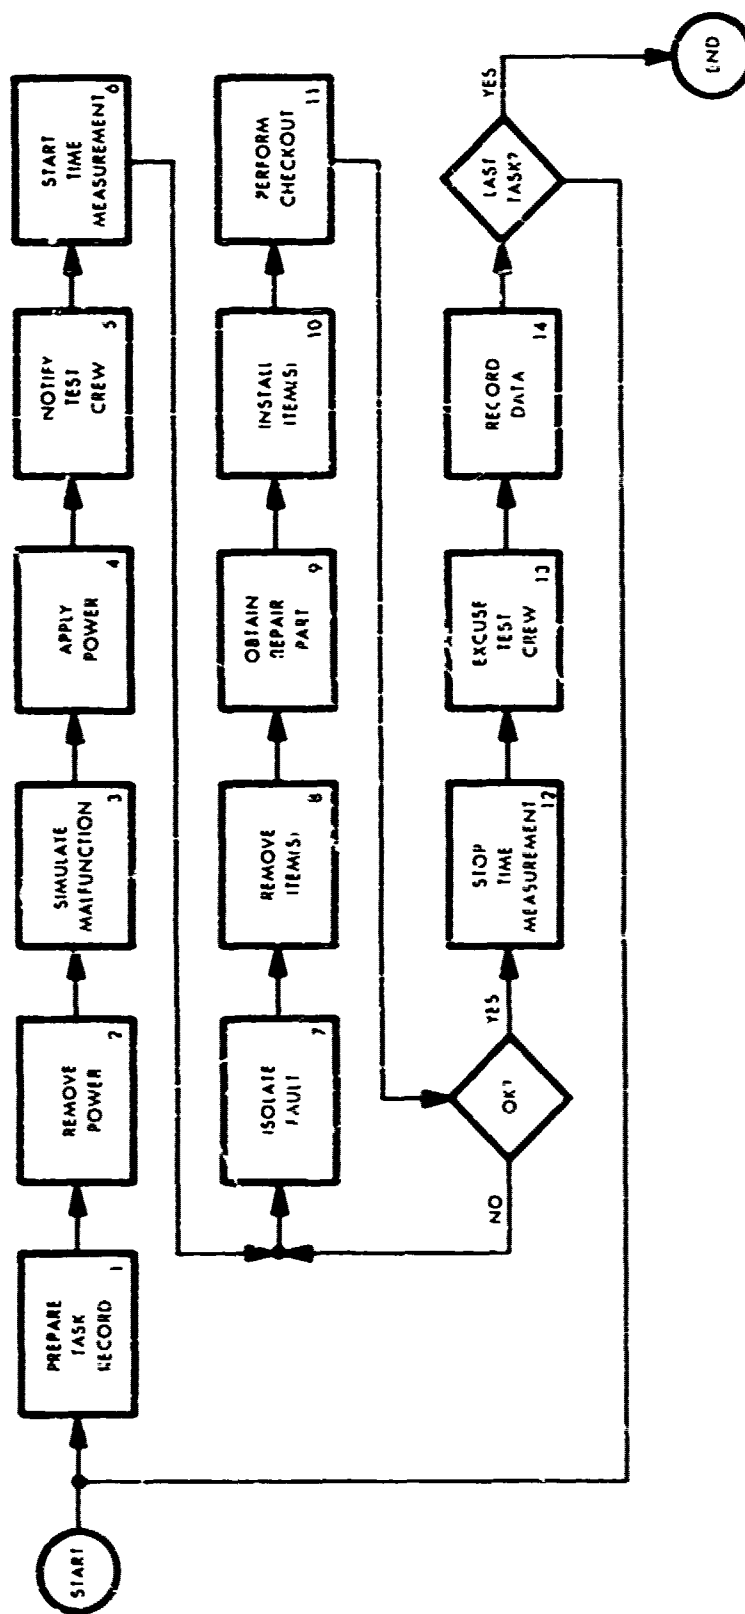 START
PREPARE
TASK
RECORD
1
REMOVE
POWER
2
SIMULATE
MALFUNCTION
3
APPLY
POWER
4
NOTIFY
TEST
CREW
5
START
TIME
MEASUREMENT
6
ISOLATE
FAULT
7
REMOVE
ITEM(S)
8
OBTAIN
REPAIR
PART
9
INSTALL
ITEM(S)
10
PERFORM
CHECKOUT
11
NO
OK?
YES
STOP
TIME
MEASUREMENT
12
EXCUSE
TEST
CREW
13
RECORD
DATA
14
LAST
TASK?
YES
END